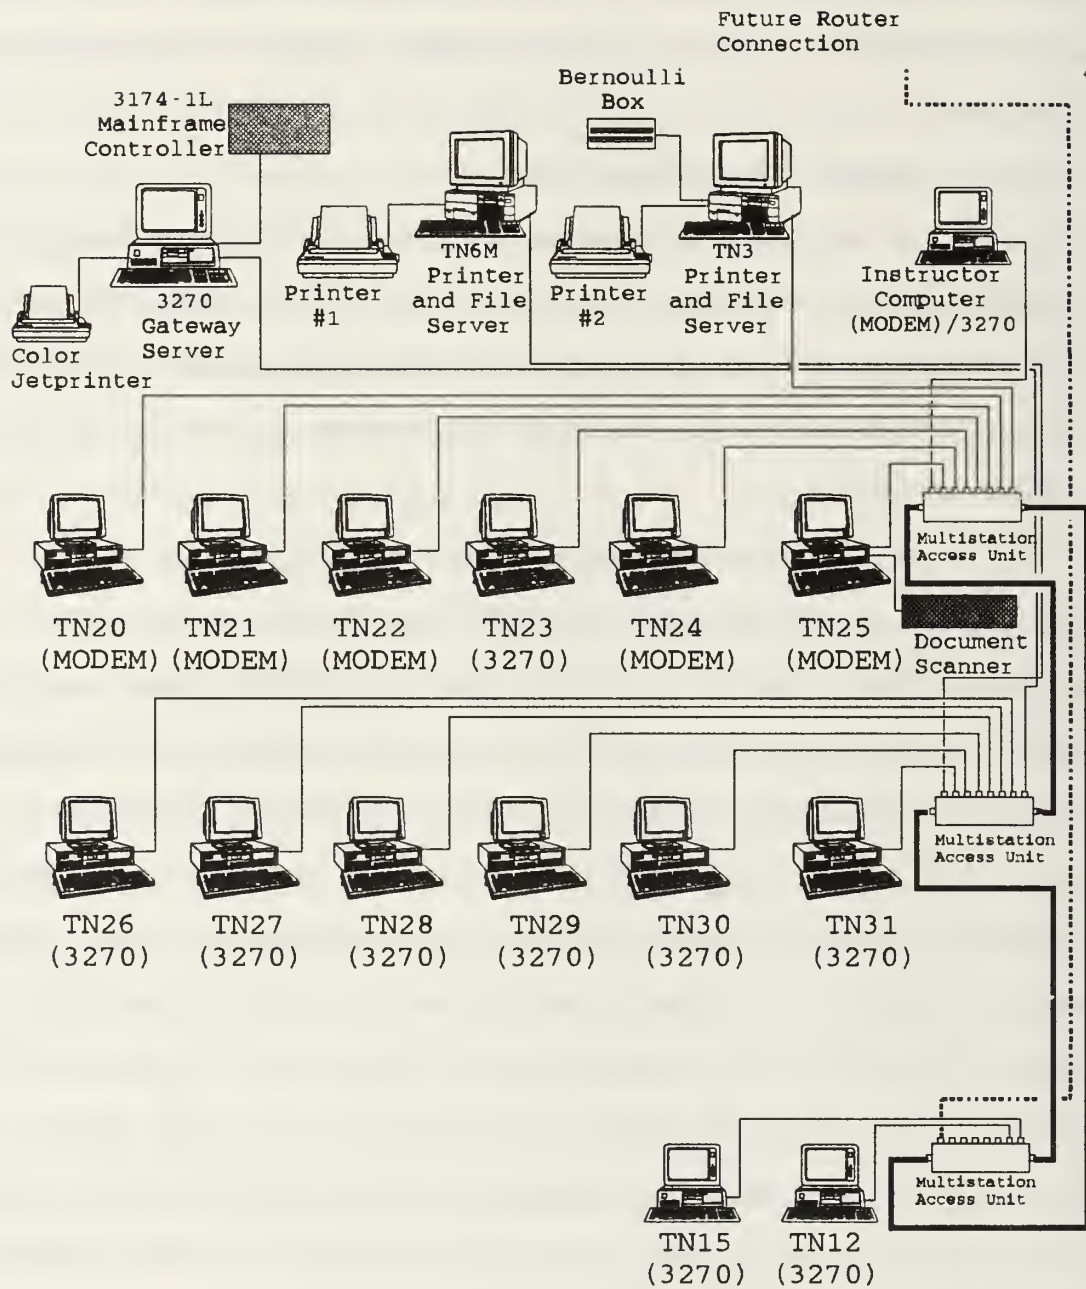 Future Router
Connection
Bernoulli
Box
3174-1L
Mainframe
Controller
TN6M
Printer
and File
Server
TN3
Printer
and File
Server
Instructor
Computer
(MODEM)/3270
Printer
#1
Printer
#2
3270
Gateway
Server
Color
Jetprinter
Multistation
Access Unit
TN20
(MODEM)
TN21
(MODEM)
TN22
(MODEM)
TN23
(3270)
TN24
(MODEM)
TN25
(MODEM)
Document
Scanner
Multistation
Access Unit
TN26
(3270)
TN27
(3270)
TN28
(3270)
TN29
(3270)
TN30
(3270)
TN31
(3270)
Multistation
Access Unit
TN15
(3270)
TN12
(3270)